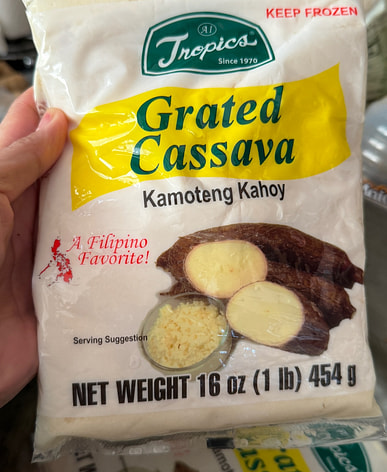 KEEP FROZEN
A1
Tropics
Since 1970
Grated
Cassava
Kamoteng Kahoy
A Filipino
Favorite!
Serving Suggestion
NET WEIGHT 16 oz (1 lb) 454 g